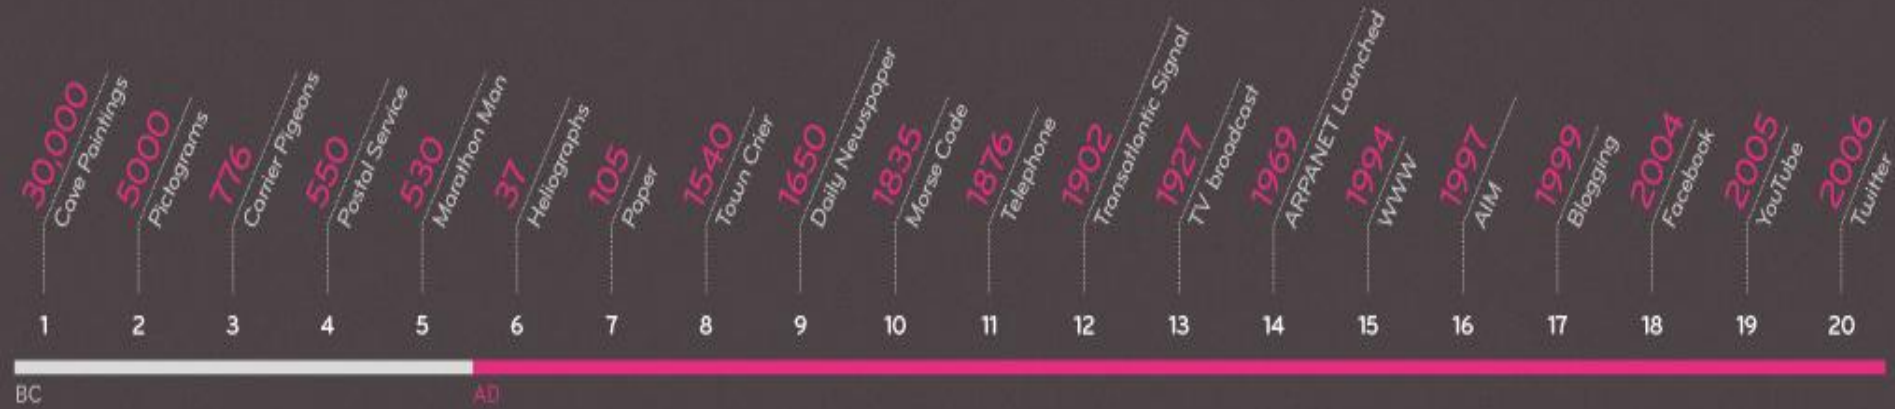 30,000
Cave Paintings
5000
Pictograms
776
Carrier Pigeons
550
Postal Service
530
Marathon Man
37
Heliographs
105
Paper
1540
Town Crier
1650
Daily Newspaper
1835
Morse Code
1876
Telephone
1902
Transatlantic Signal
1927
TV broadcast
1969
ARPANET Launched
1994
WWW
1997
AIM
1999
Blogging
2004
Facebook
2005
YouTube
2006
Twitter
1 2 3 4 5 6 7 8 9 10 11 12 13 14 15 16 17 18 19 20
BC AD